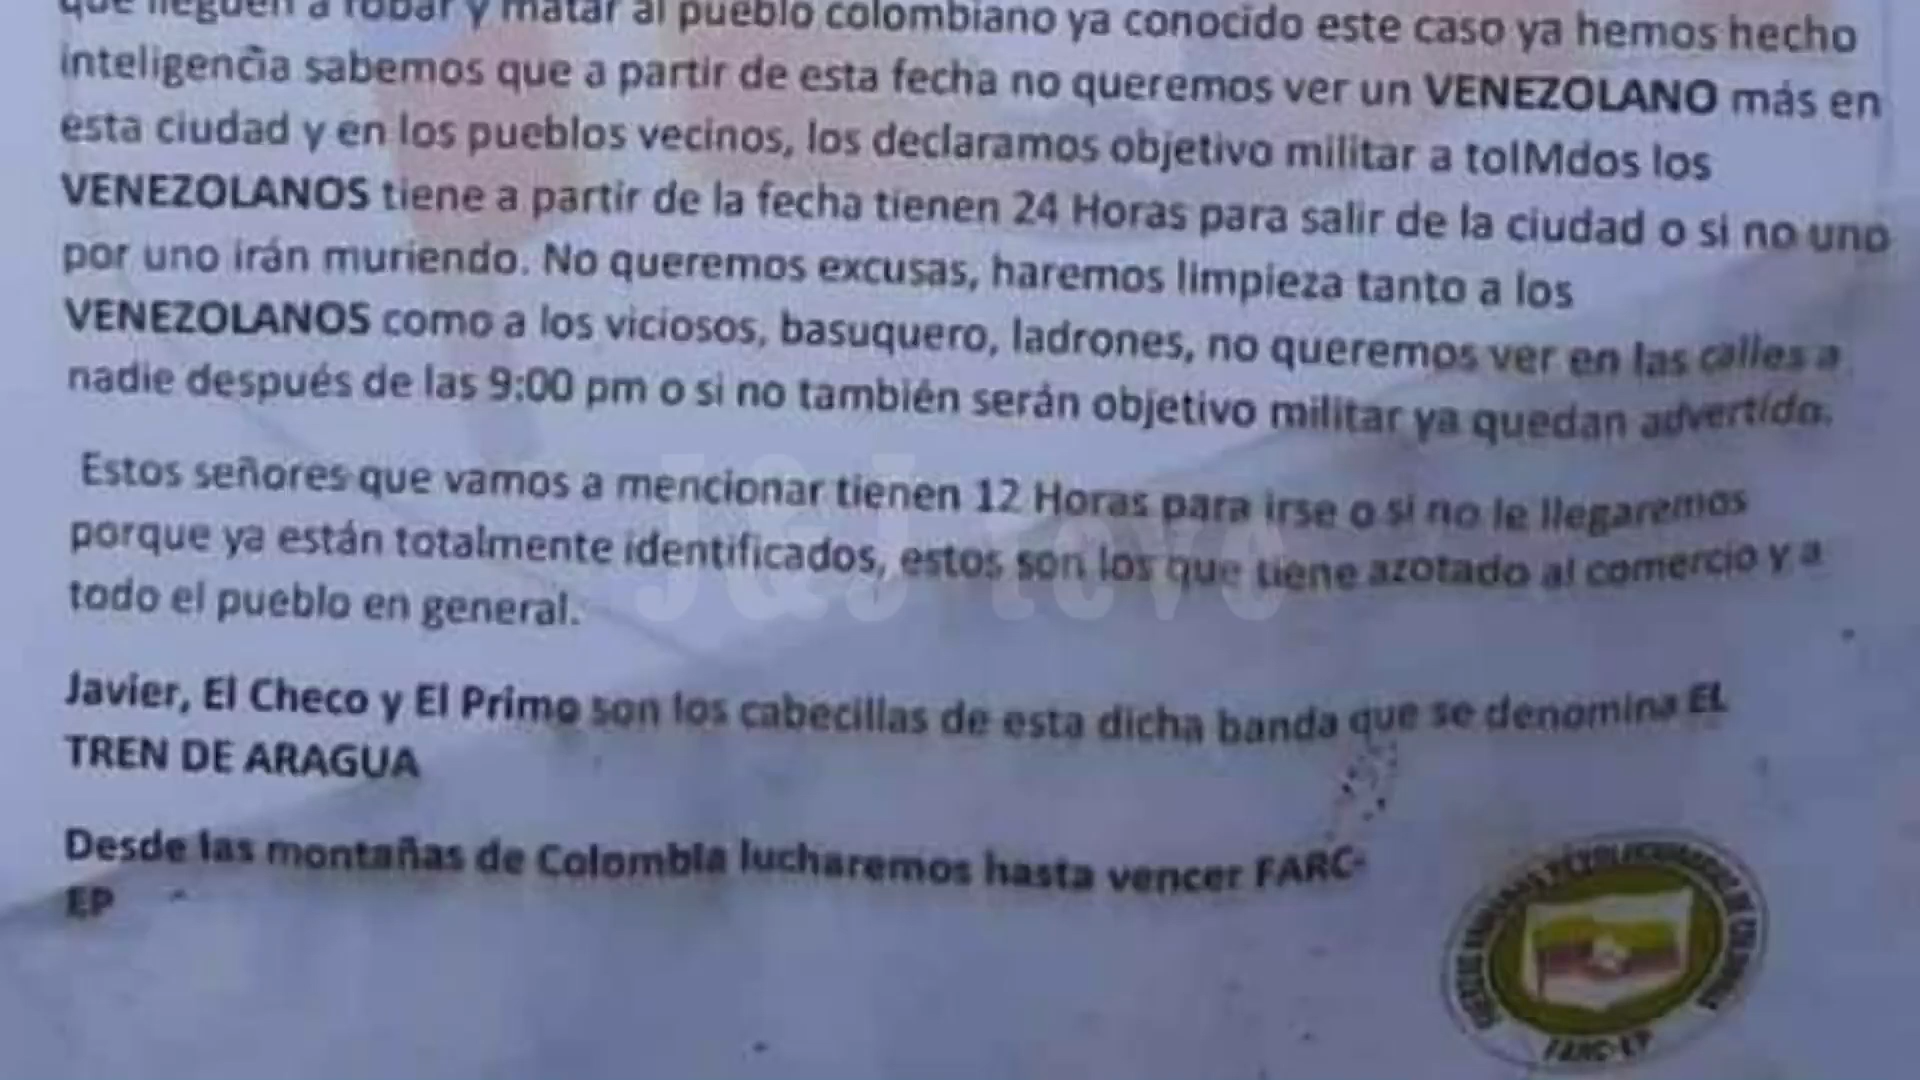 que lleguen a robar y matar al pueblo colombiano ya conocido este caso ya hemos hecho
inteligencia sabemos que a partir de esta fecha no queremos ver un VENEZOLANO más en
esta ciudad y en los pueblos vecinos, los declaramos objetivo militar a tolMdos los
VENEZOLANOS tiene a partir de la fecha tienen 24 Horas para salir de la ciudad o si no uno
por uno irán muriendo. No queremos excusas, haremos limpieza tanto a los
VENEZOLANOS como a los viciosos, basuquero, ladrones, no queremos ver en las calles a
nadie después de las 9:00 pm o si no también serán objetivo militar ya quedan advertido.
Estos señores que vamos a mencionar tienen 12 Horas para irse o si no le llegaremos
porque ya están totalmente identificados, estos son los que tiene azotado al comercio y a
todo el pueblo en general.
J&J teve
Javier, El Checo y El Primo son los cabecillas de esta dicha banda que se denomina EL
TREN DE ARAGUA
Desde las montañas de Colombia lucharemos hasta vencer FARC-
EP
FARC-EP